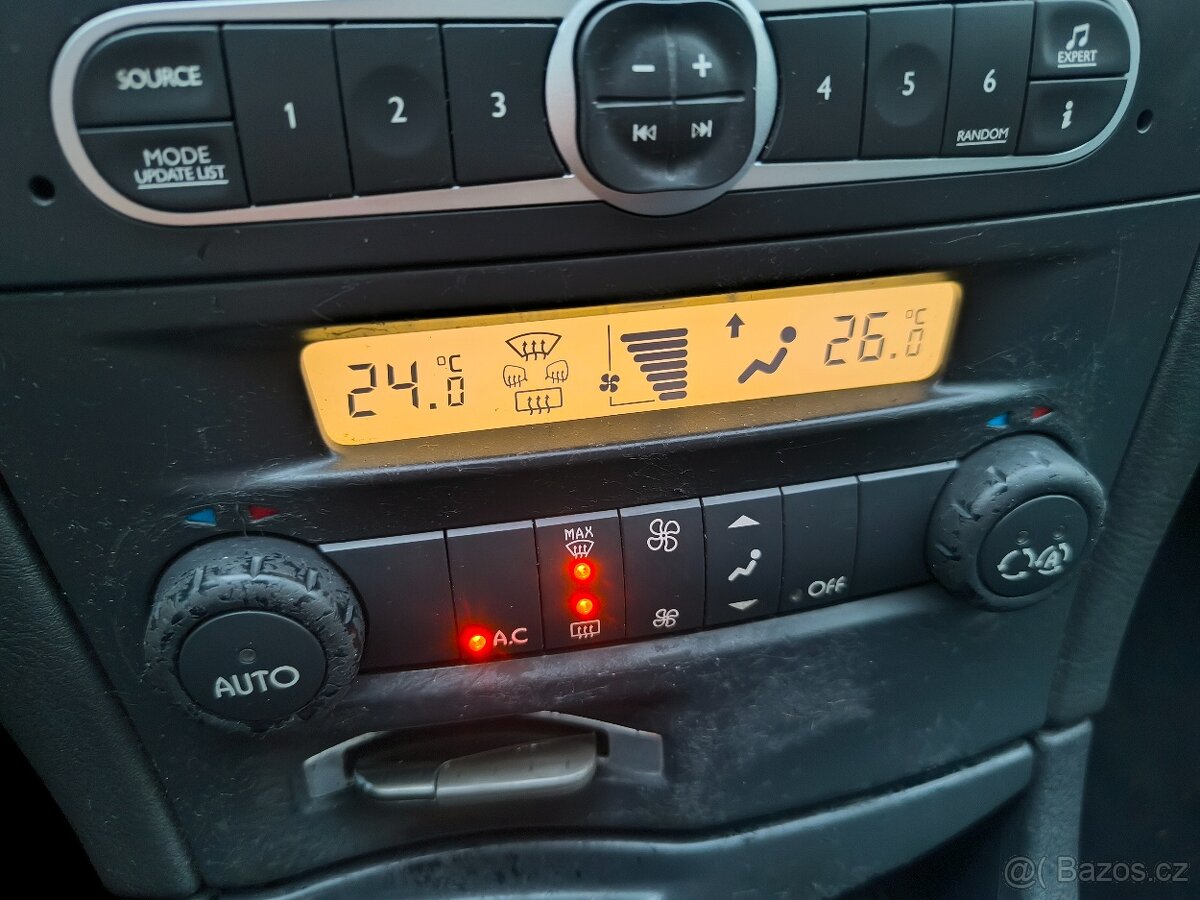 SOURCE
1
2
3
4
5
6
EXPERT
MODE
UPDATE LIST
RANDOM
i
24.0 °C
26.0 °C
MAX
A.C
OFF
AUTO
A
@( Bazos.cz